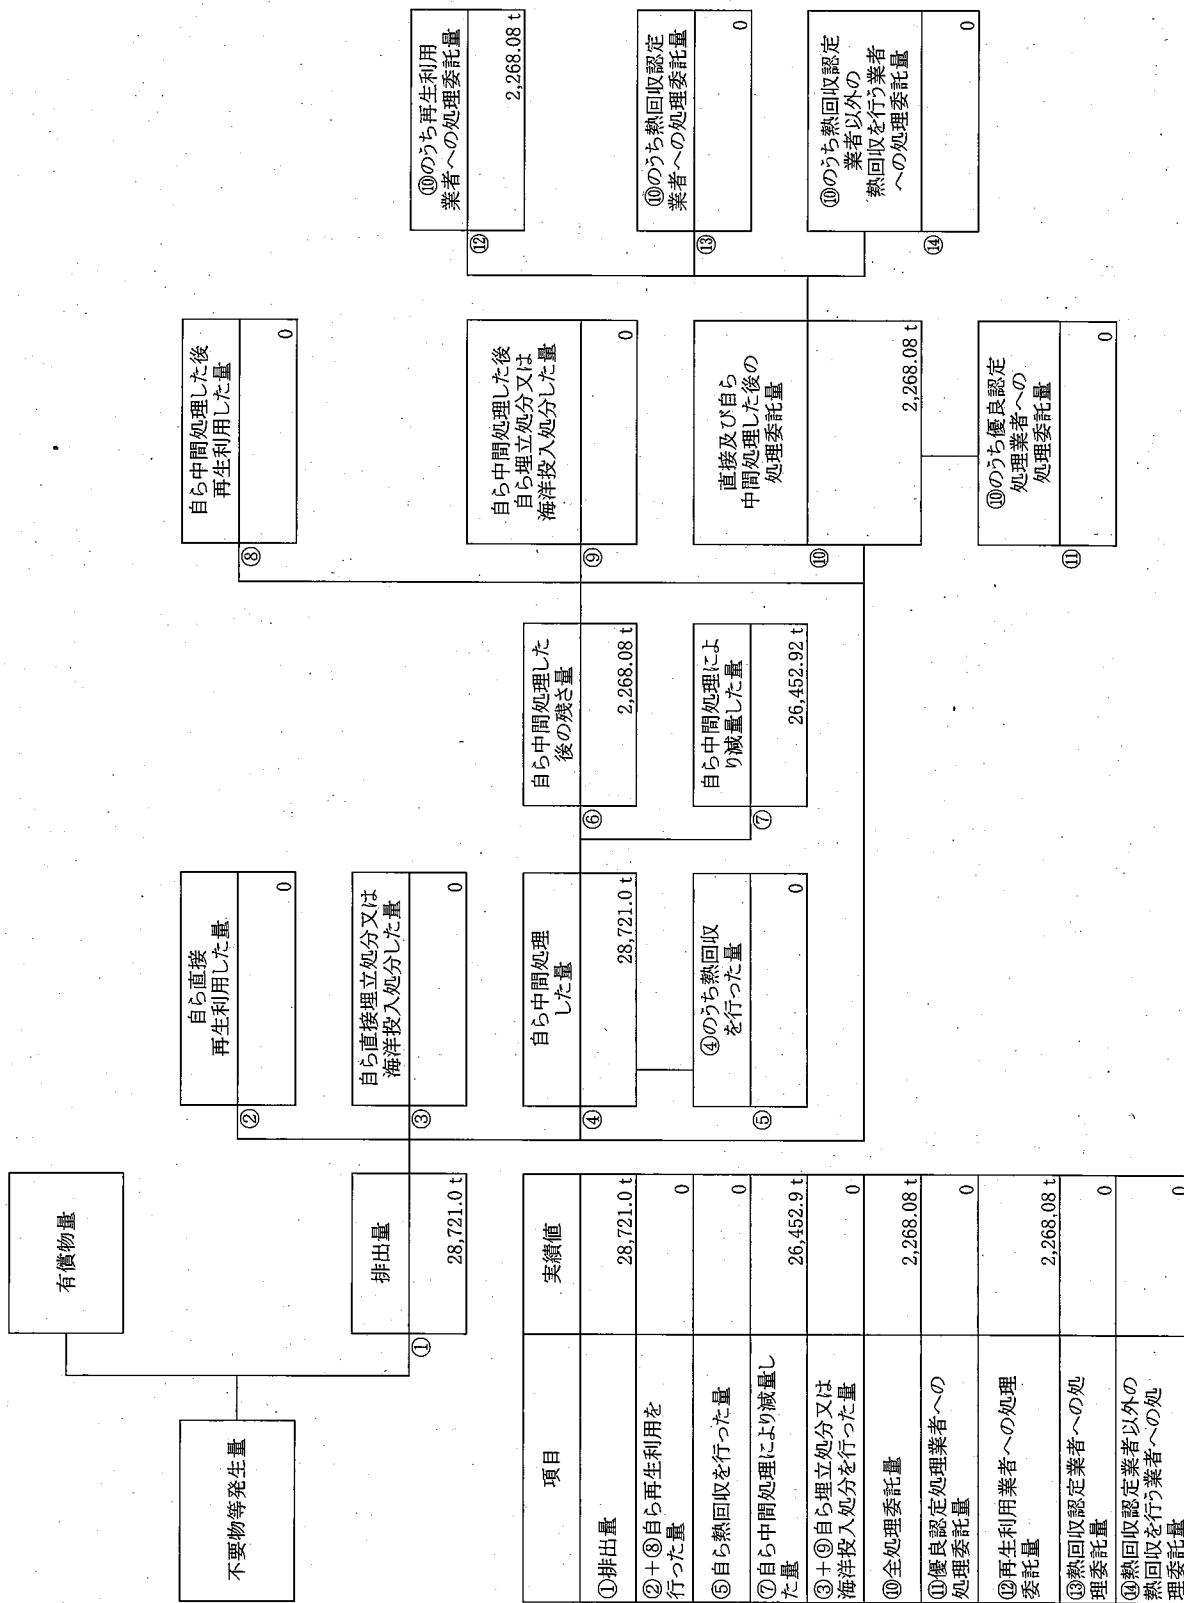 不要物等発生量
有償物量
排出量
①
28,721.0 t
自ら直接
再生利用した量
②
0
自ら直接埋立処分又は
海洋投入処分した量
③
0
自ら中間処理
した量
④
28,721.0 t
④のうち熱回収
を行った量
⑤
0
自ら中間処理した
後の残さ量
⑥
2,268.08 t
自ら中間処理によ
り減量した量
⑦
26,452.92 t
自ら中間処理した後
再生利用した量
⑧
0
自ら中間処理した後
自ら埋立処分又は
海洋投入処分した量
⑨
0
直接及び自ら
中間処理した後の
処理委託量
⑩
2,268.08 t
⑩のうち優良認定
処理業者への
処理委託量
⑪
0
⑩のうち再生利用
業者への処理委託量
⑫
2,268.08 t
⑩のうち熱回収認定
業者への処理委託量
⑬
0
⑩のうち熱回収認定
業者以外の
熱回収を行う業者
への処理委託量
⑭
0
項目 実績値
①排出量 28,721.0 t
②+⑧自ら再生利用を
行った量 0
⑤自ら熱回収を行った量 0
⑦自ら中間処理により減量し
た量 26,452.9 t
③+⑨自ら埋立処分又は
海洋投入処分を行った量 0
⑩全処理委託量 2,268.08 t
⑪優良認定処理業者への
処理委託量 0
⑫再生利用業者への処理
委託量 2,268.08 t
⑬熱回収認定業者への処
理委託量 0
⑭熱回収認定業者以外の
熱回収を行う業者への処
理委託量 0